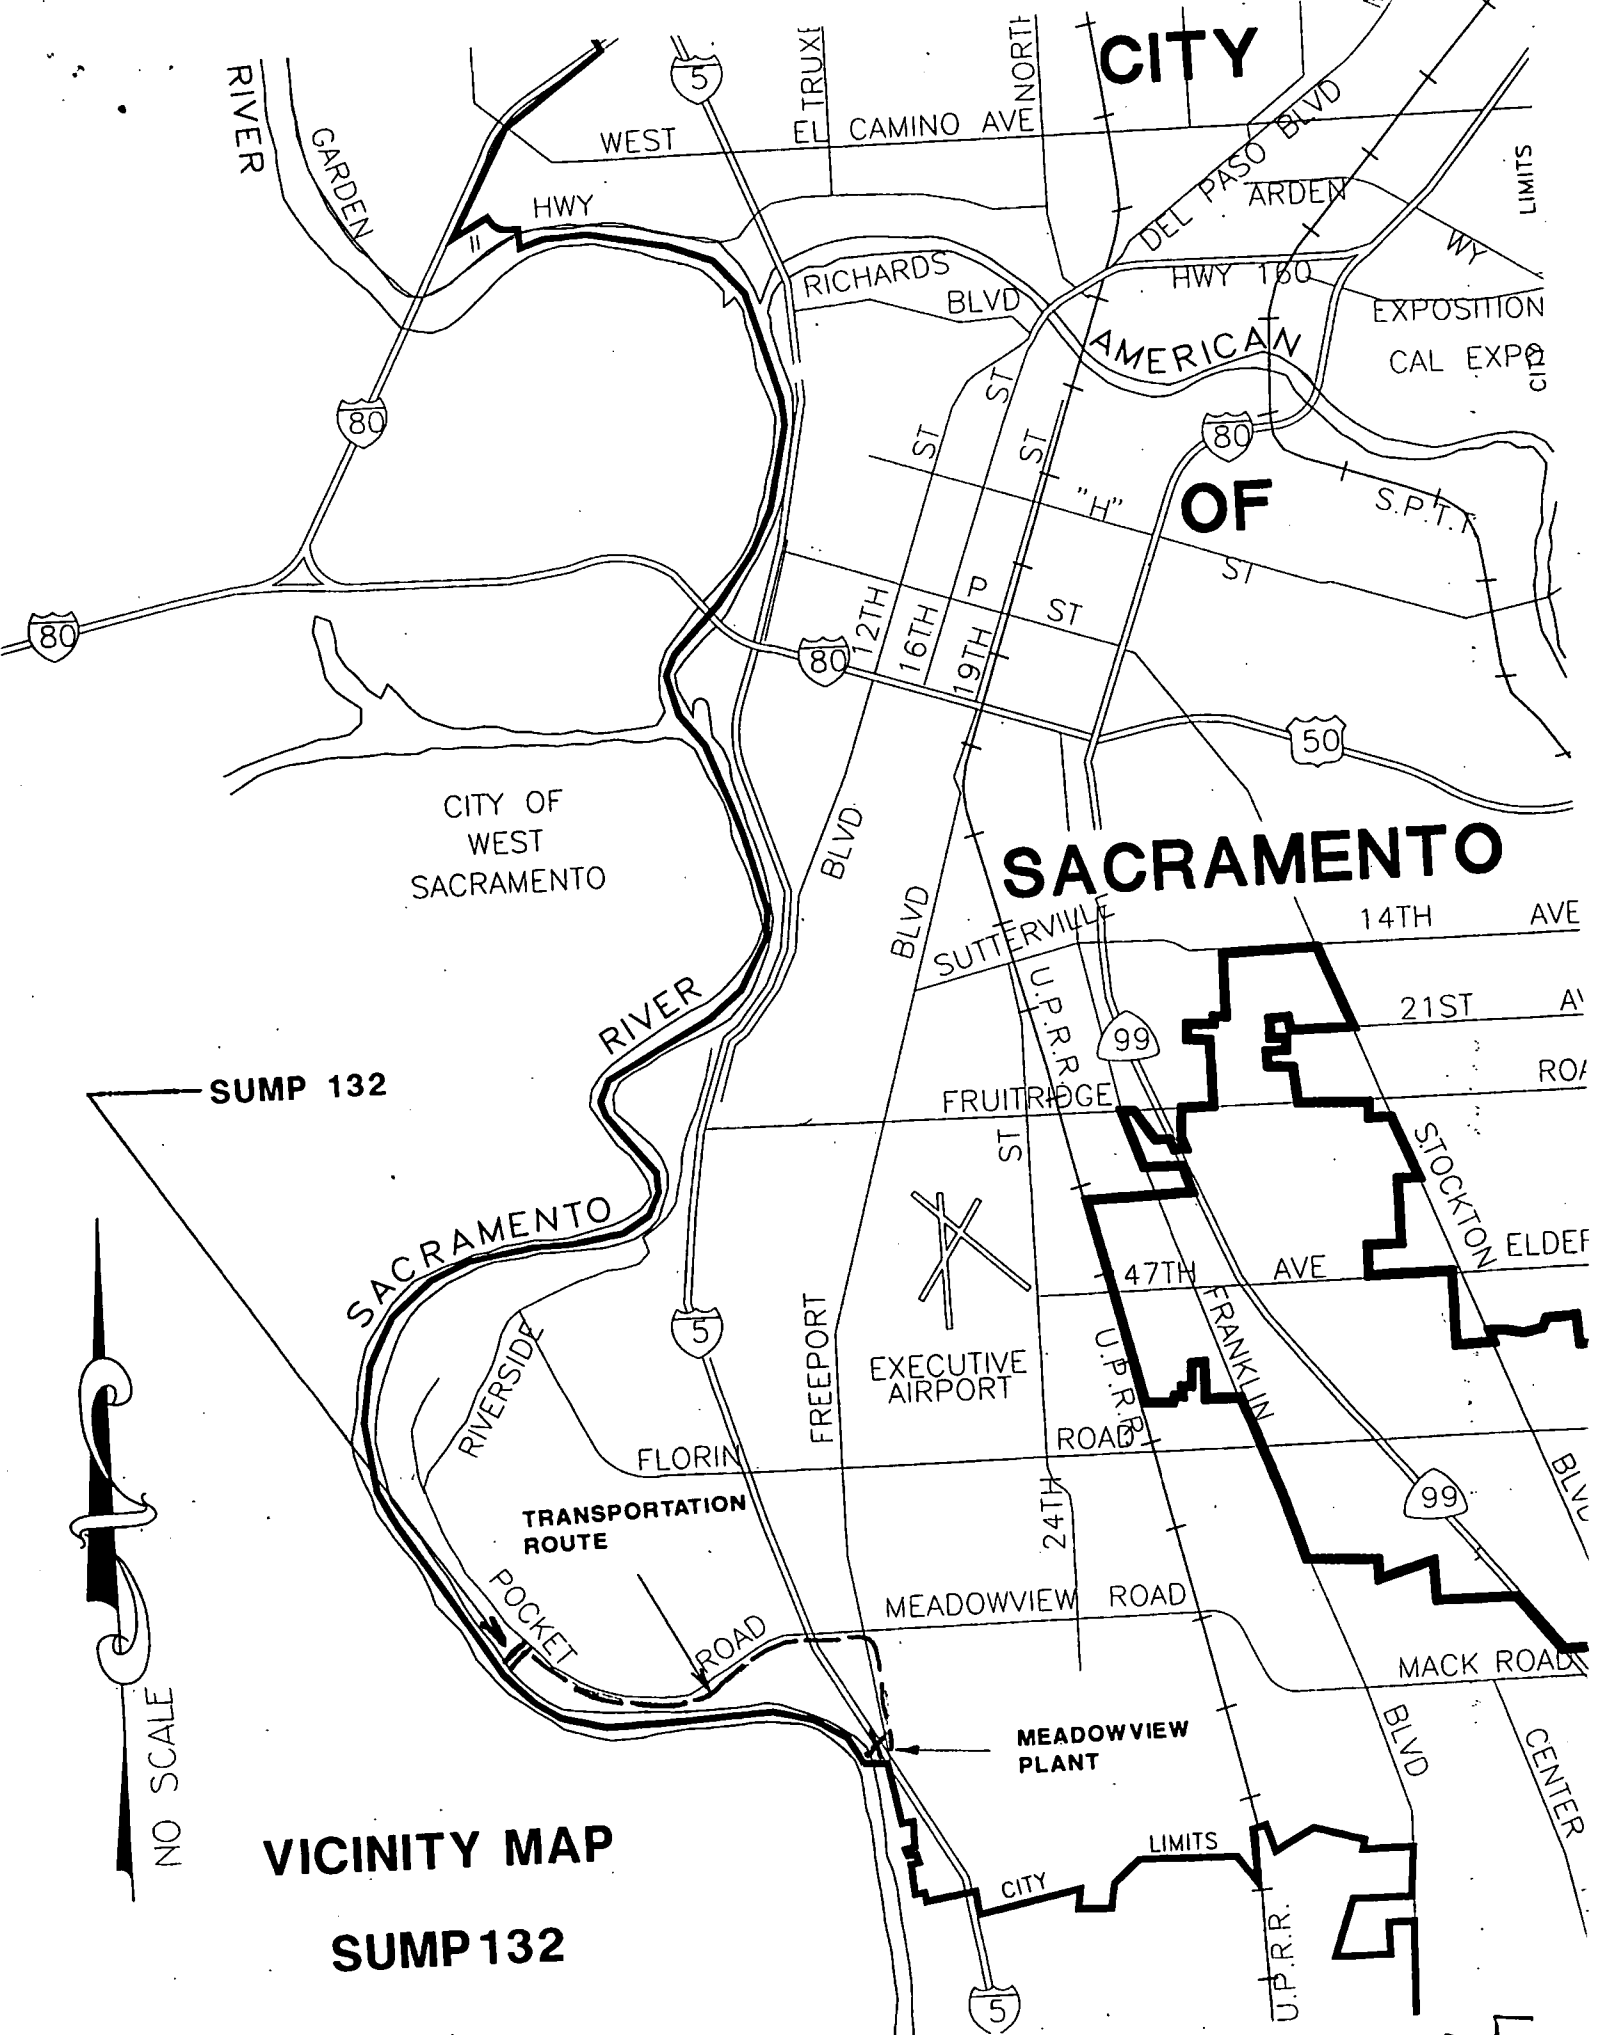 CITY
OF
SACRAMENTO
RIVER
GARDEN
HWY
5
WEST
EL CAMINO AVE
DEL PASO BLVD
ARDEN
WY
LIMITS
HWY 160
EXPOSITION
CAL EXPO
CITY
RICHARDS
BLVD
AMERICAN
80
80
80
80
ST
ST
ST
"H"
ST
S.P.T.T.
P
ST
12TH
16TH
19TH
50
CITY OF
WEST
SACRAMENTO
BLVD
BLVD
SUTTERVILLE
14TH
AVE
21ST
U.P.R.R.
99
RIVER
SUMP 132
FRUITRIDGE
ST
STOCKTON
SACRAMENTO
47TH
AVE
5
RIVERSIDE
FREEPORT
EXECUTIVE
AIRPORT
U.P.R.R.
FRANKLIN
FLORIN
ROAD
24TH
99
BLVD
TRANSPORTATION
ROUTE
POCKET
ROAD
MEADOWVIEW ROAD
MACK ROAD
NO SCALE
MEADOWVIEW
PLANT
BLVD
CENTER
VICINITY MAP
SUMP 132
CITY
LIMITS
U.P.R.R.
5